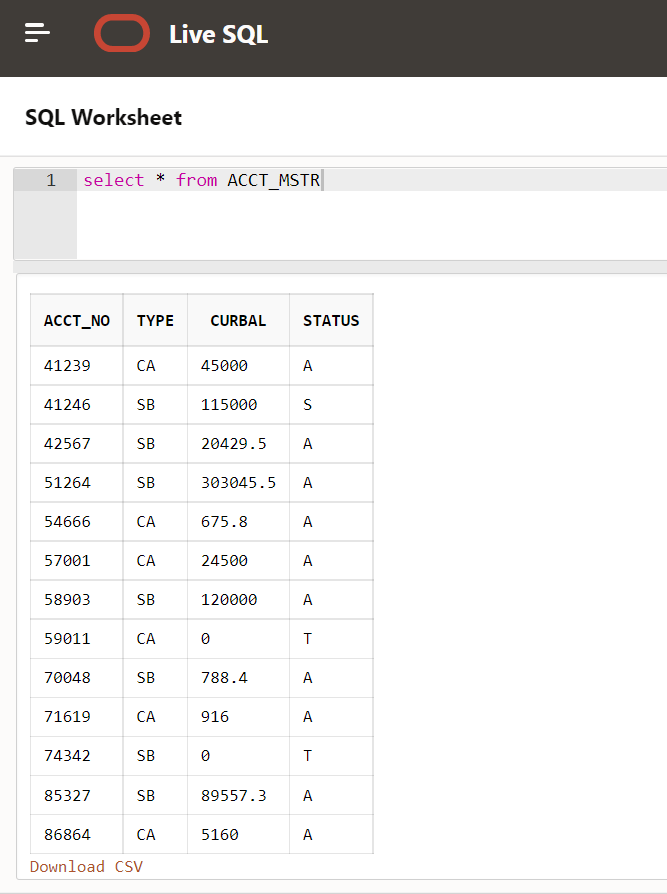 Live SQL
SQL Worksheet
1 select * from ACCT_MSTR
ACCT_NO TYPE CURBAL STATUS
41239 CA 45000 A
41246 SB 115000 S
42567 SB 20429.5 A
51264 SB 303045.5 A
54666 CA 675.8 A
57001 CA 24500 A
58903 SB 120000 A
59011 CA 0 T
70048 SB 788.4 A
71619 CA 916 A
74342 SB 0 T
85327 SB 89557.3 A
86864 CA 5160 A
Download CSV